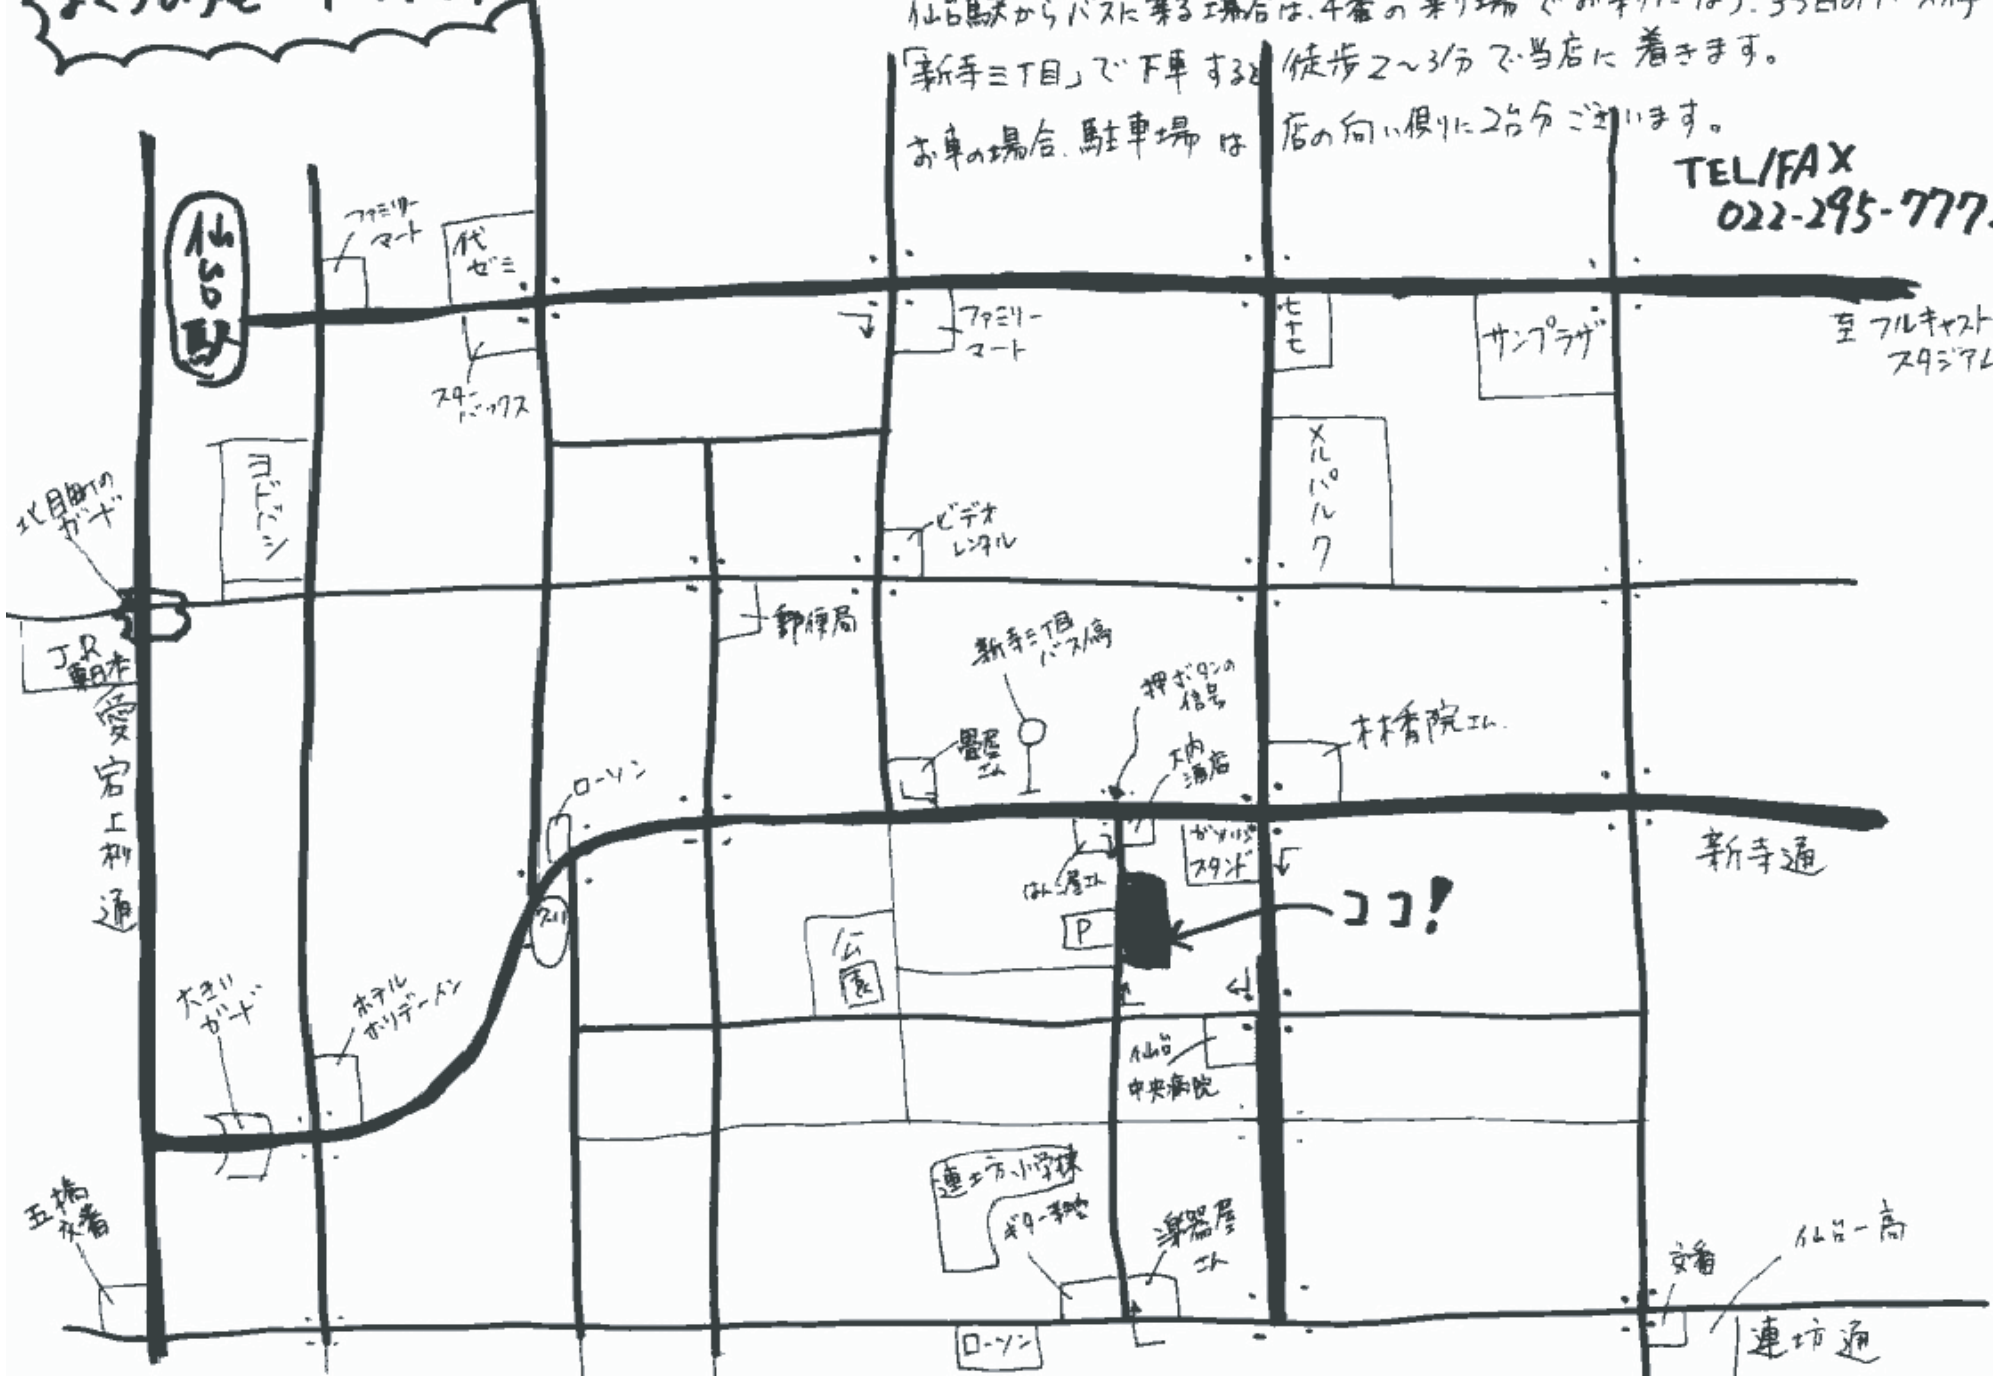 仙台駅からバスに乗る場合は、4番の乗り場で
「新寺三丁目」で下車すると徒歩2〜3分で当店に着きます。
お車の場合、駐車場は店の向い側に2台分ございます。
TEL/FAX
022-295-777
仙台駅
ファミリー
マート
代
ゼミ
スター
バックス
ファミリー
マート
七十七
サンプラザ
至フルキャスト
スタジアム
ヨドバシ
メルパルク
北目町の
ガード
ビデオ
レンタル
JR
東日本
郵便局
新寺三丁目
バス停
押ボタンの
信号
愛宕上杉通
畳屋
さん
大内
酒店
林香院さん
ローソン
新寺通
はんこ屋さん
ガソリン
スタンド
ココ!
P
公園
大きい
ガード
ホテル
ホリデーイン
仙台
中央病院
連坊小学校
ギター教室
楽器屋
さん
五橋
交番
仙台一高
交番
ローソン
連坊通